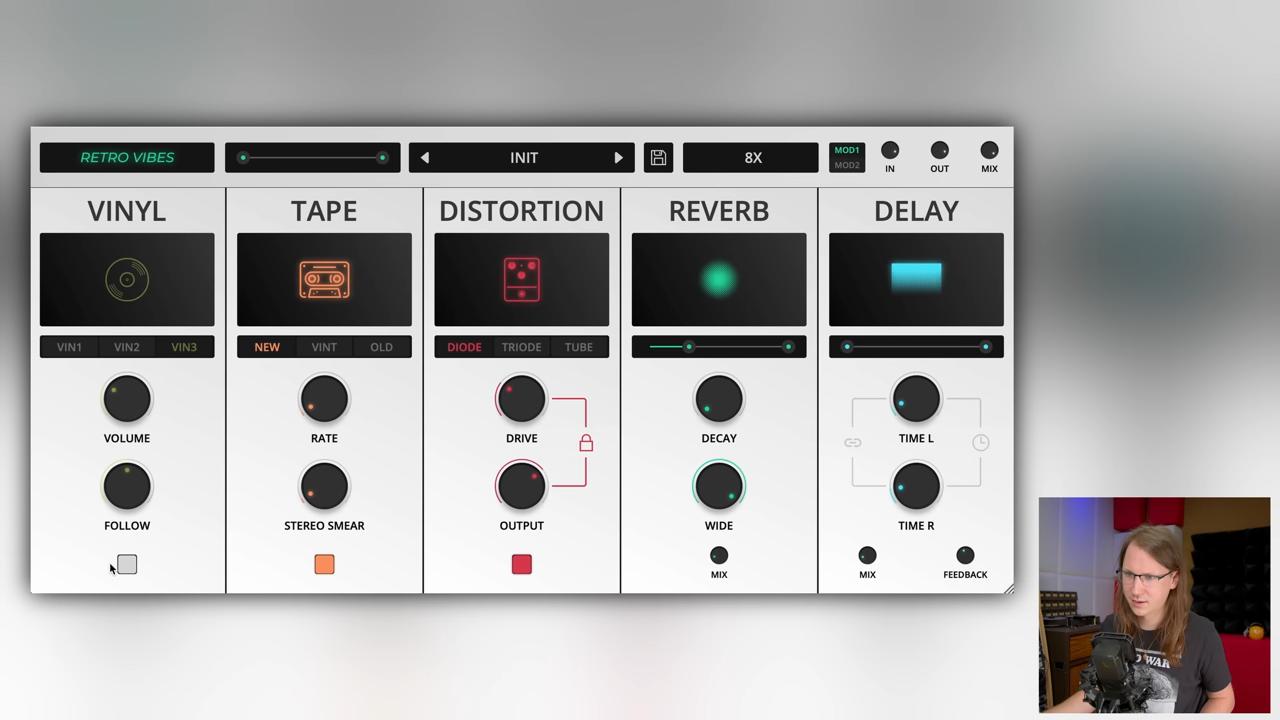 RETRO VIBES
INIT
8X
MOD1
MOD2
IN
OUT
MIX
VINYL
VIN1 VIN2 VIN3
VOLUME
FOLLOW
TAPE
NEW VINT OLD
RATE
STEREO SMEAR
DISTORTION
DIODE TRIODE TUBE
DRIVE
OUTPUT
REVERB
DECAY
WIDE
MIX
DELAY
TIME L
TIME R
MIX
FEEDBACK